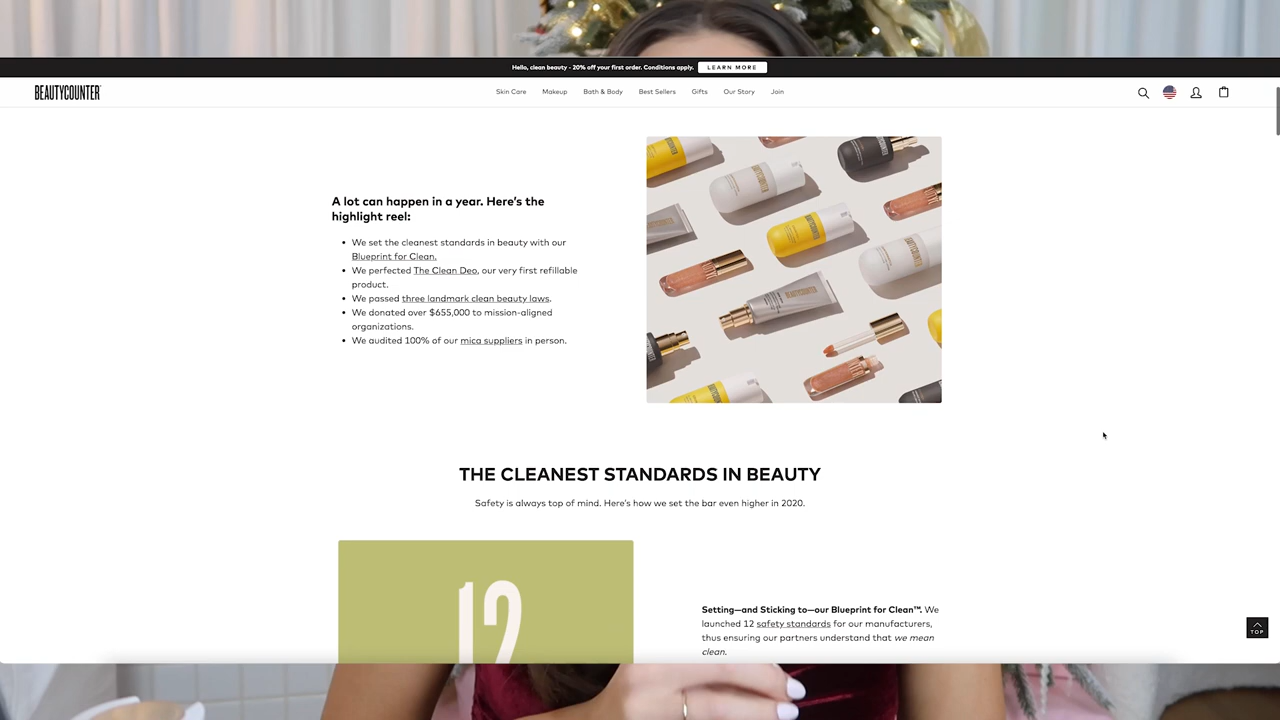 Hello, clean beauty - 20% off your first order. Conditions apply.
LEARN MORE
BEAUTYCOUNTER
Skin Care Makeup Bath & Body Best Sellers Gifts Our Story Join
A lot can happen in a year. Here's the
highlight reel:
• We set the cleanest standards in beauty with our
Blueprint for Clean.
• We perfected The Clean Deo, our very first refillable
product.
• We passed three landmark clean beauty laws.
• We donated over $655,000 to mission-aligned
organizations.
• We audited 100% of our mica suppliers in person.
BEAUTYCOUNTER
THE CLEANEST STANDARDS IN BEAUTY
Safety is always top of mind. Here's how we set the bar even higher in 2020.
12
Setting—and Sticking to—our Blueprint for Clean™. We
launched 12 safety standards for our manufacturers,
thus ensuring our partners understand that we mean
clean.
TOP